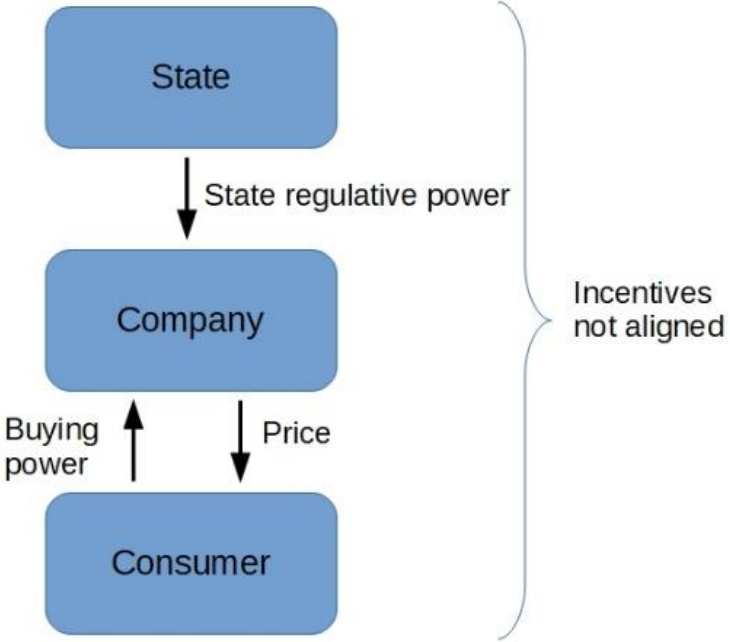 State
State regulative power
Company
Incentives
not aligned
Buying
power
Price
Consumer